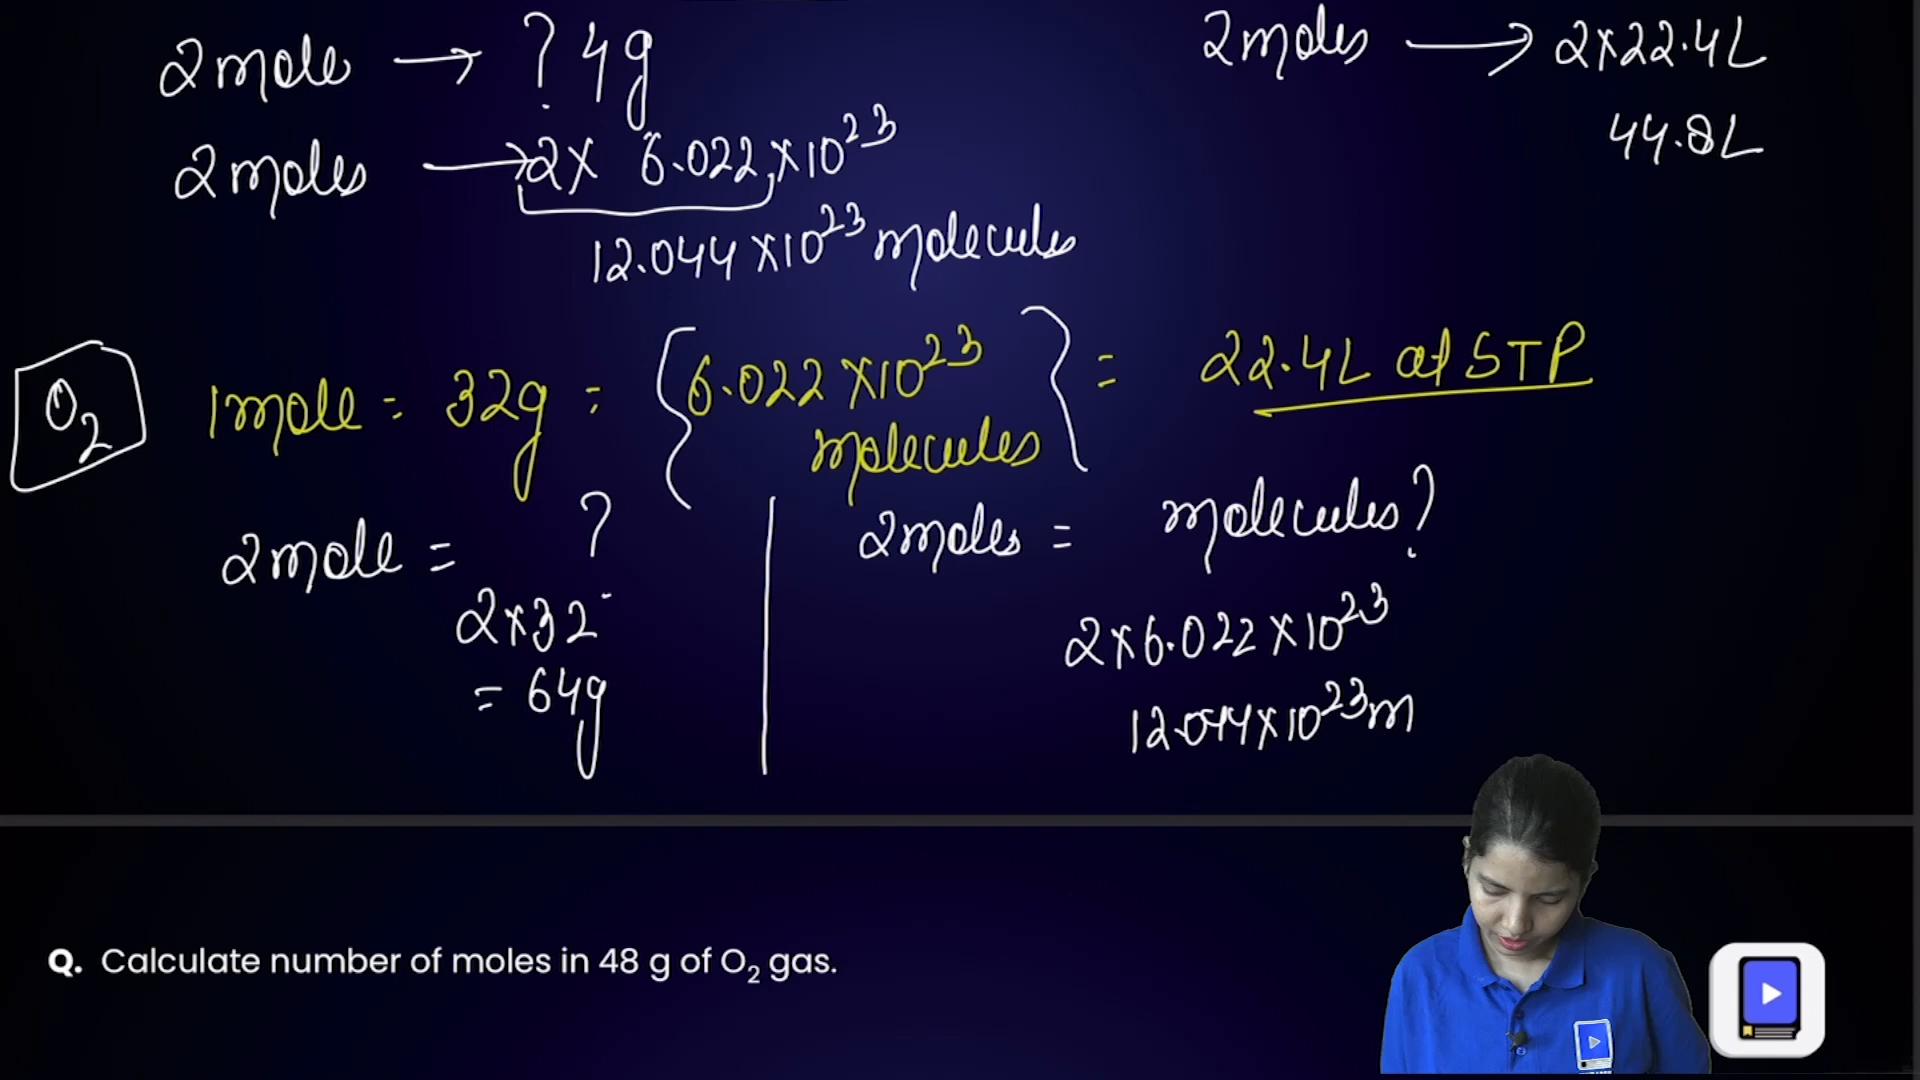 2 mole → ? 4g
2 moles → 2×22.4L
44.8L
2 moles → 2× 6.022×10²³
12.044×10²³ molecules
O₂
1 mole = 32g = {6.022×10²³ molecules} = 22.4L at STP
2 mole = ?
2×32
= 64g
2 moles = molecules?
2×6.022×10²³
12.044×10²³m
Q. Calculate number of moles in 48 g of O₂ gas.